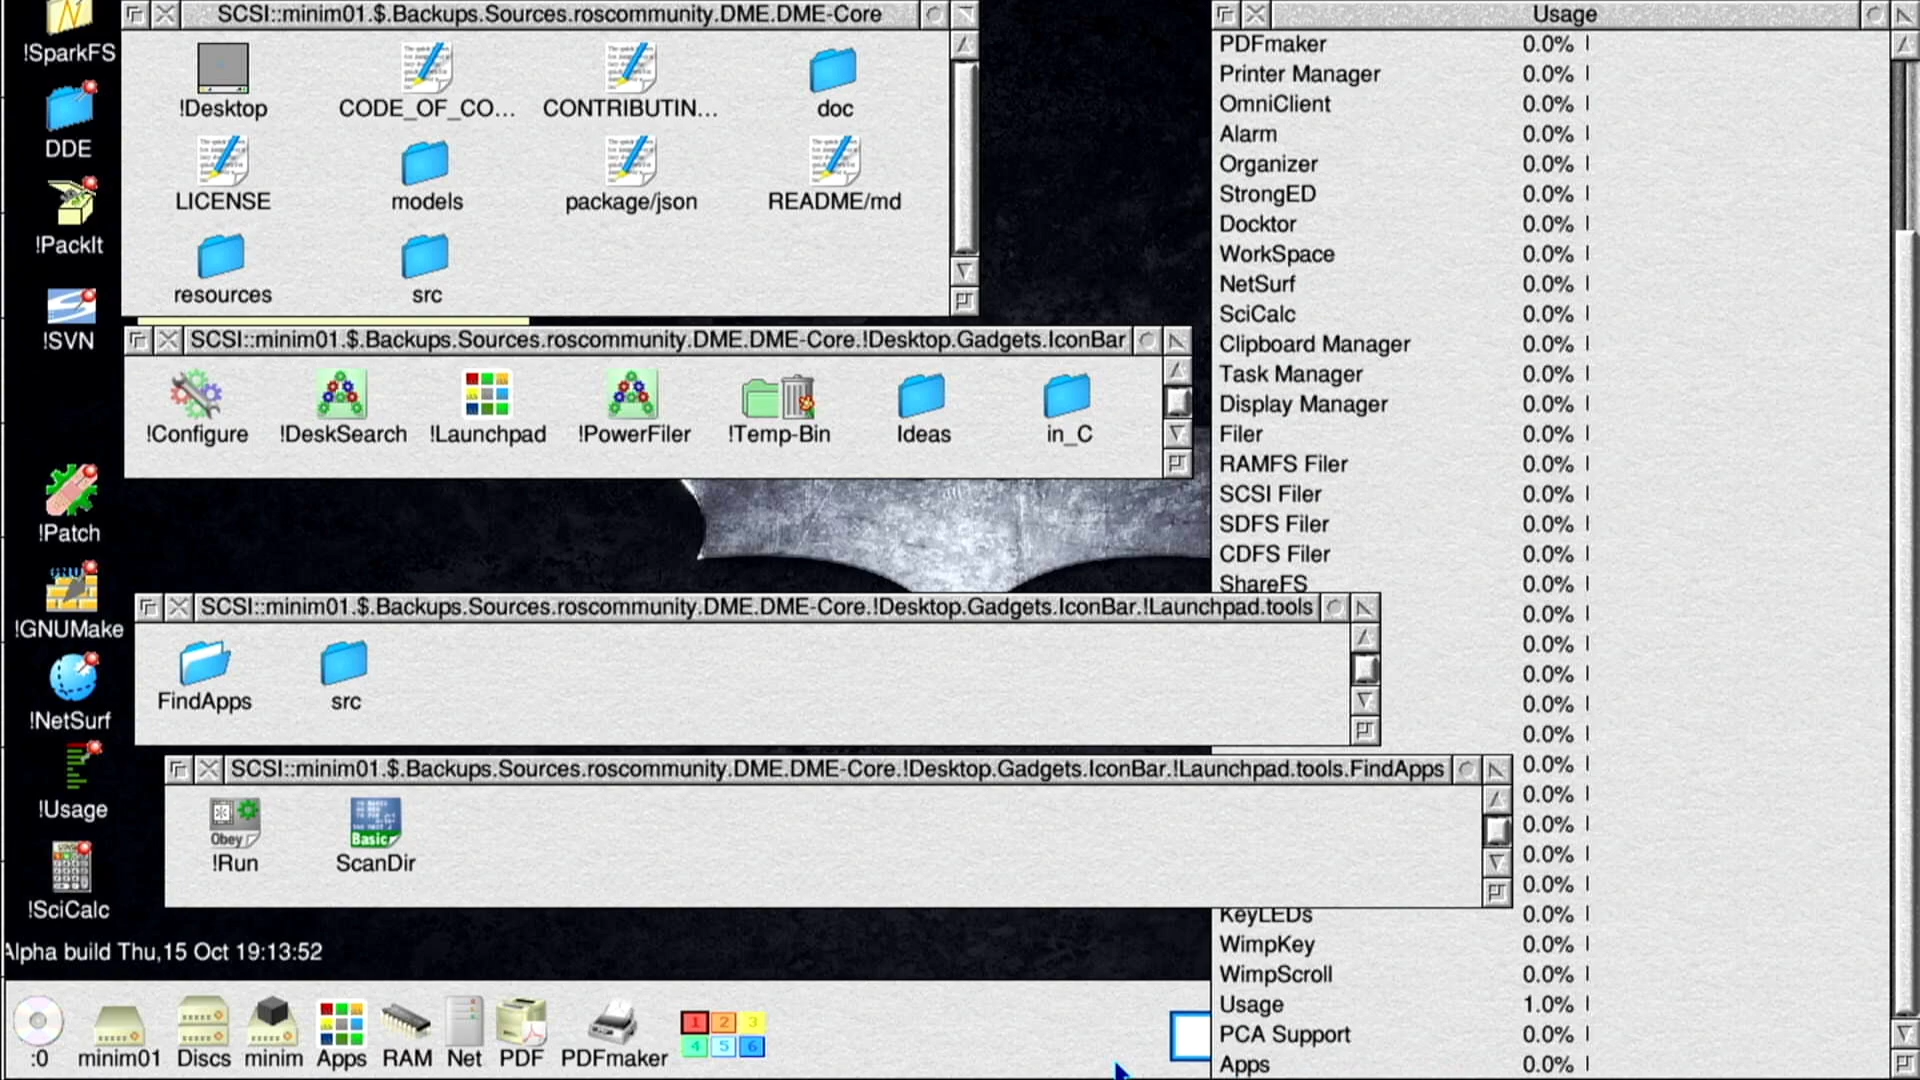 !SparkFS
DDE
!PackIt
!SVN
!Patch
!GNUMake
!NetSurf
!Usage
!SciCalc
Alpha build Thu,15 Oct 19:13:52
SCSI::minim01.$.Backups.Sources.roscommunity.DME.DME-Core
!Desktop
CODE_OF_CO...
CONTRIBUTIN...
doc
LICENSE
models
package/json
README/md
resources
src
SCSI::minim01.$.Backups.Sources.roscommunity.DME.DME-Core.!Desktop.Gadgets.IconBar
!Configure
!DeskSearch
!Launchpad
!PowerFiler
!Temp-Bin
Ideas
in_C
SCSI::minim01.$.Backups.Sources.roscommunity.DME.DME-Core.!Desktop.Gadgets.IconBar.!Launchpad.tools
FindApps
src
SCSI::minim01.$.Backups.Sources.roscommunity.DME.DME-Core.!Desktop.Gadgets.IconBar.!Launchpad.tools.FindApps
Obey
!Run
Basic
ScanDir
Usage
PDFmaker 0.0%
Printer Manager 0.0%
OmniClient 0.0%
Alarm 0.0%
Organizer 0.0%
StrongED 0.0%
Docktor 0.0%
WorkSpace 0.0%
NetSurf 0.0%
SciCalc 0.0%
Clipboard Manager 0.0%
Task Manager 0.0%
Display Manager 0.0%
Filer 0.0%
RAMFS Filer 0.0%
SCSI Filer 0.0%
SDFS Filer 0.0%
CDFS Filer 0.0%
ShareFS 0.0%
0.0%
0.0%
0.0%
0.0%
0.0%
0.0%
0.0%
0.0%
0.0%
0.0%
KeyLEDs 0.0%
WimpKey 0.0%
WimpScroll 0.0%
Usage 1.0%
PCA Support 0.0%
Apps 0.0%
:0
minim01
Discs
minim
Apps
RAM
Net
PDF
PDFmaker
1 2 3
4 5 6